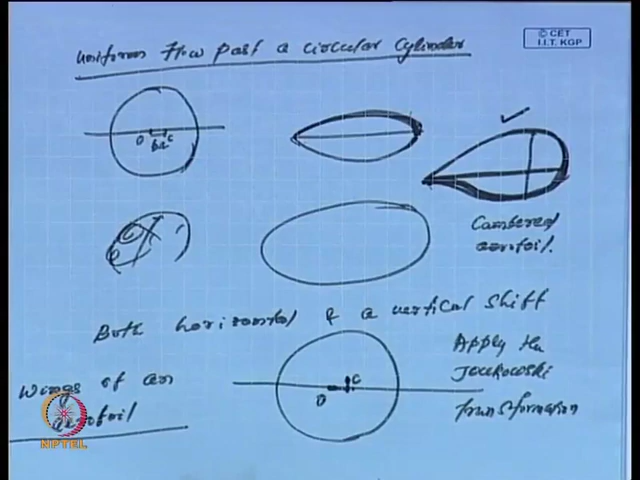 © CET
I.I.T. KGP
Uniform Flow past a circular cylinder
O bε C
Cambered
aerofoil.
Both horizontal & a vertical shift
Apply the
Joukowski
transformation
O C
Wings of an
aerofoil
NPTEL